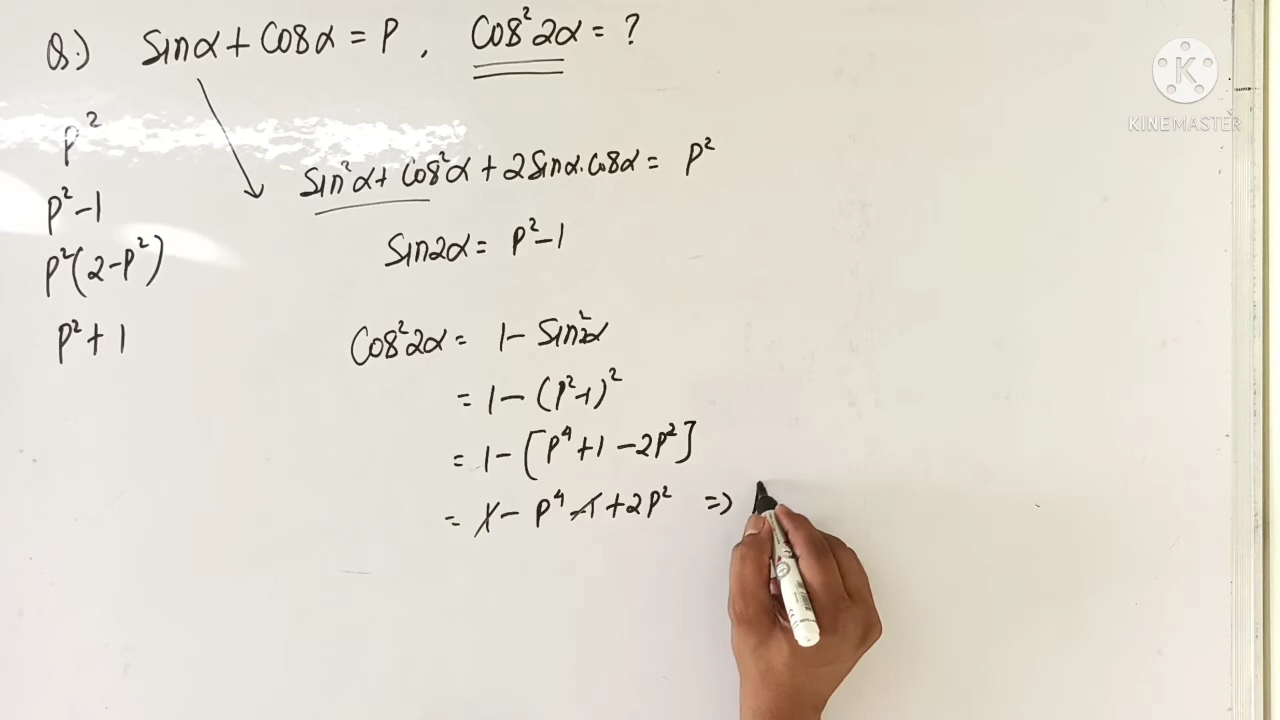 Q.) Sinα + Cosα = P , Cos²2α = ?
KINEMASTER
P²
P²-1
P²(2-P²)
P²+1
Sin²α + Cos²α + 2Sinα.Cosα = P²
Sin2α = P²-1
Cos²2α = 1 - Sin²2α
= 1 - (P²-1)²
= 1 - [P⁴+1-2P²]
= 1 - P⁴ - 1 + 2P² ⇒